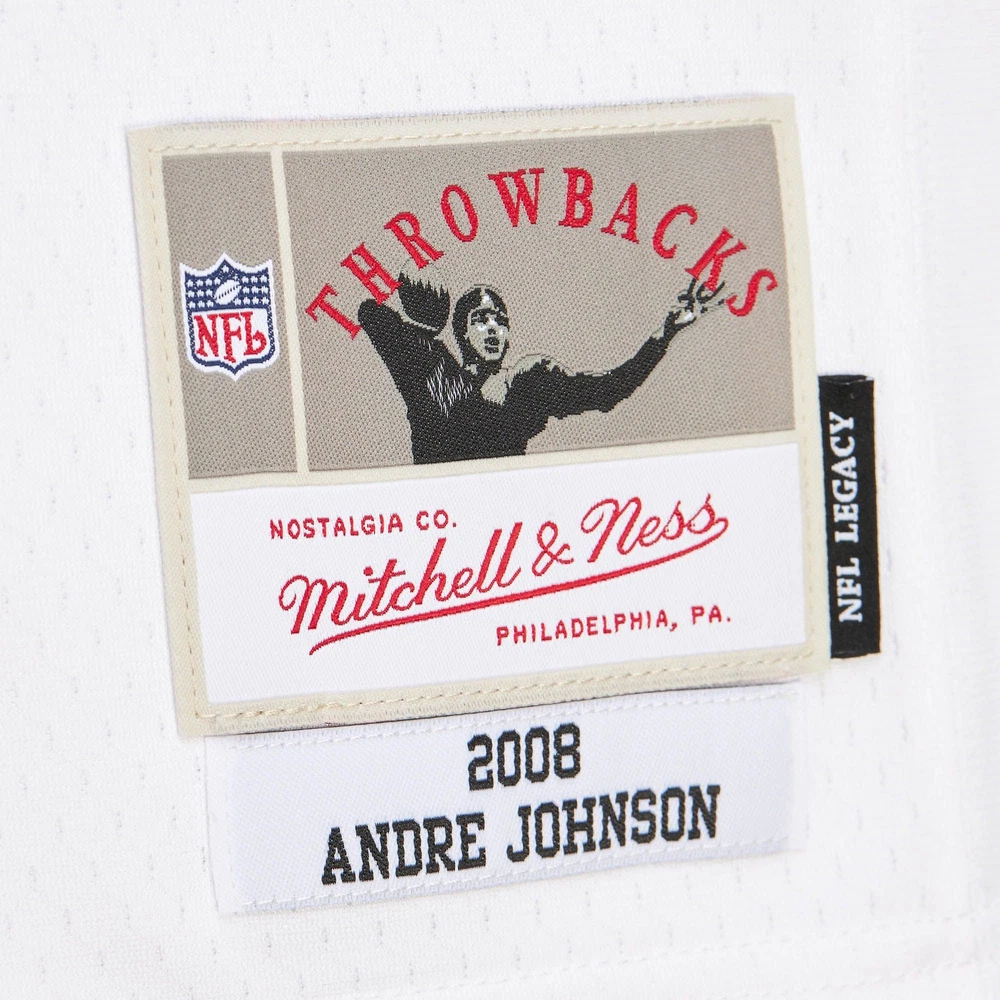 THROWBACKS
NFL
NOSTALGIA CO.
Mitchell & Ness
PHILADELPHIA, PA.
NFL LEGACY
2008
ANDRE JOHNSON